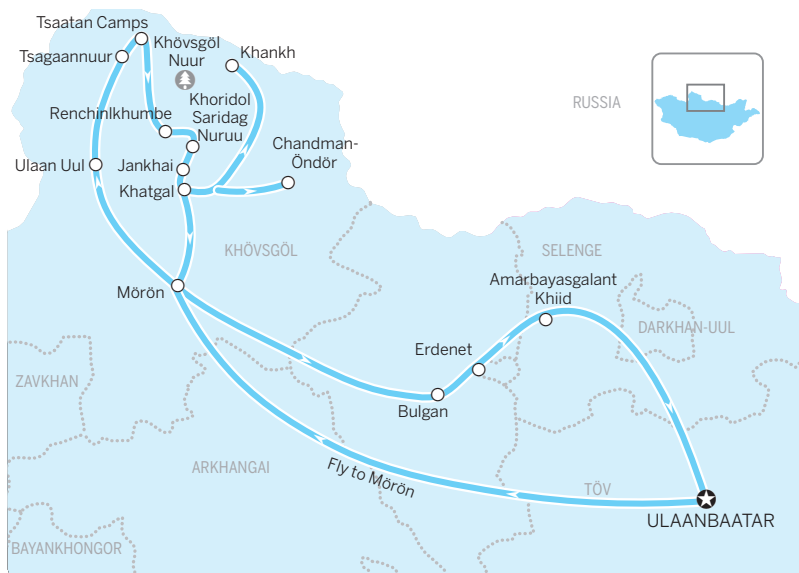 Tsaatan Camps
Khövsgöl
Nuur
Khankh
Tsagaannuur
RUSSIA
Renchinlkhumbe
Khoridol
Saridag
Nuruu
Chandman-
Öndör
Ulaan Uul
Jankhai
Khatgal
KHÖVSGÖL
SELENGE
Amarbayasgalant
Khiid
Mörön
DARKHAN-UUL
Erdenet
ZAVKHAN
Bulgan
ARKHANGAI
Fly to Mörön
TÖV
ULAANBAATAR
BAYANKHONGOR